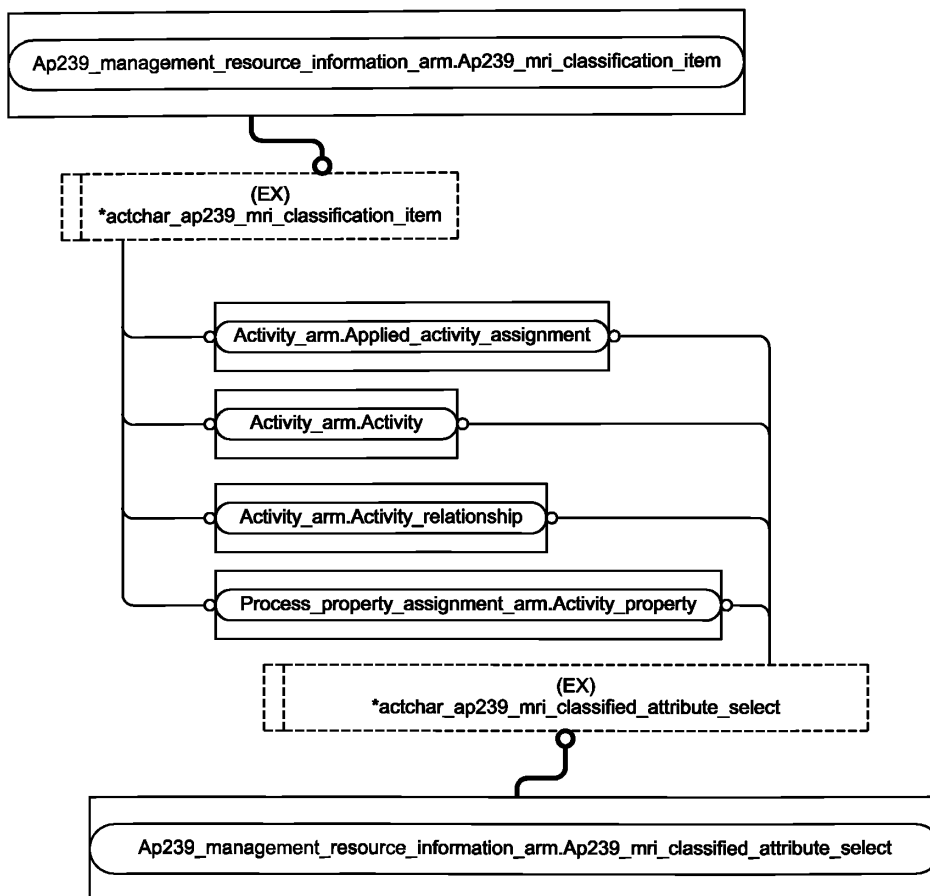 Ap239_management_resource_information_arm.Ap239_mri_classification_item
(EX)
*actchar_ap239_mri_classification_item
Activity_arm.Applied_activity_assignment
Activity_arm.Activity
Activity_arm.Activity_relationship
Process_property_assignment_arm.Activity_property
(EX)
*actchar_ap239_mri_classified_attribute_select
Ap239_management_resource_information_arm.Ap239_mri_classified_attribute_select